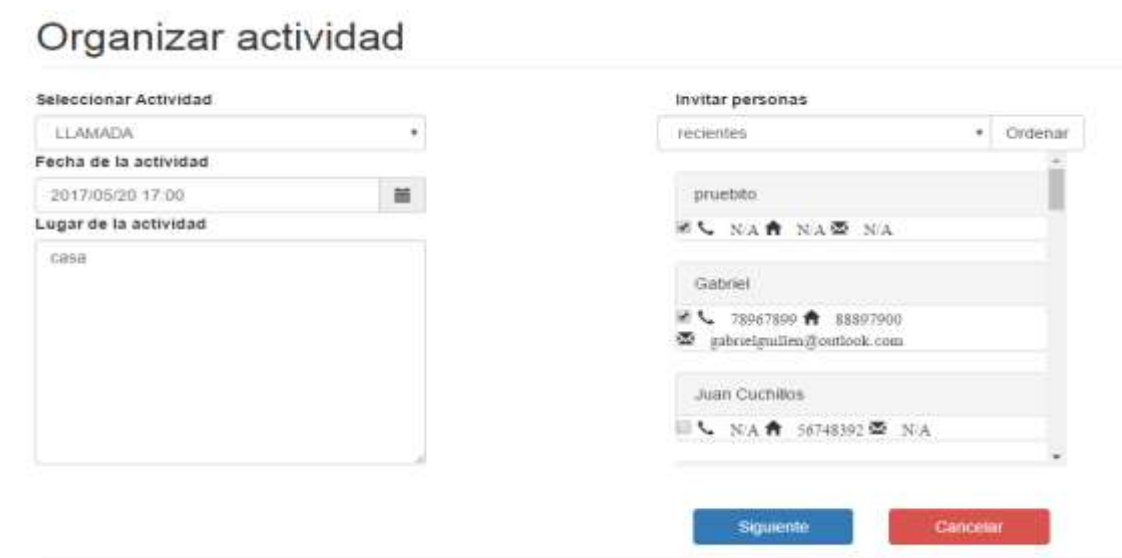 Organizar actividad
Seleccionar Actividad
LLAMADA
Fecha de la actividad
2017/05/20 17:00
Lugar de la actividad
casa
Invitar personas
recientes
Ordenar
pruebito
N/A N/A N/A
Gabriel
78967899 88897900
gabrielguillen@outlook.com
Juan Cuchillos
N/A 56748392 N/A
Siguiente
Cancelar